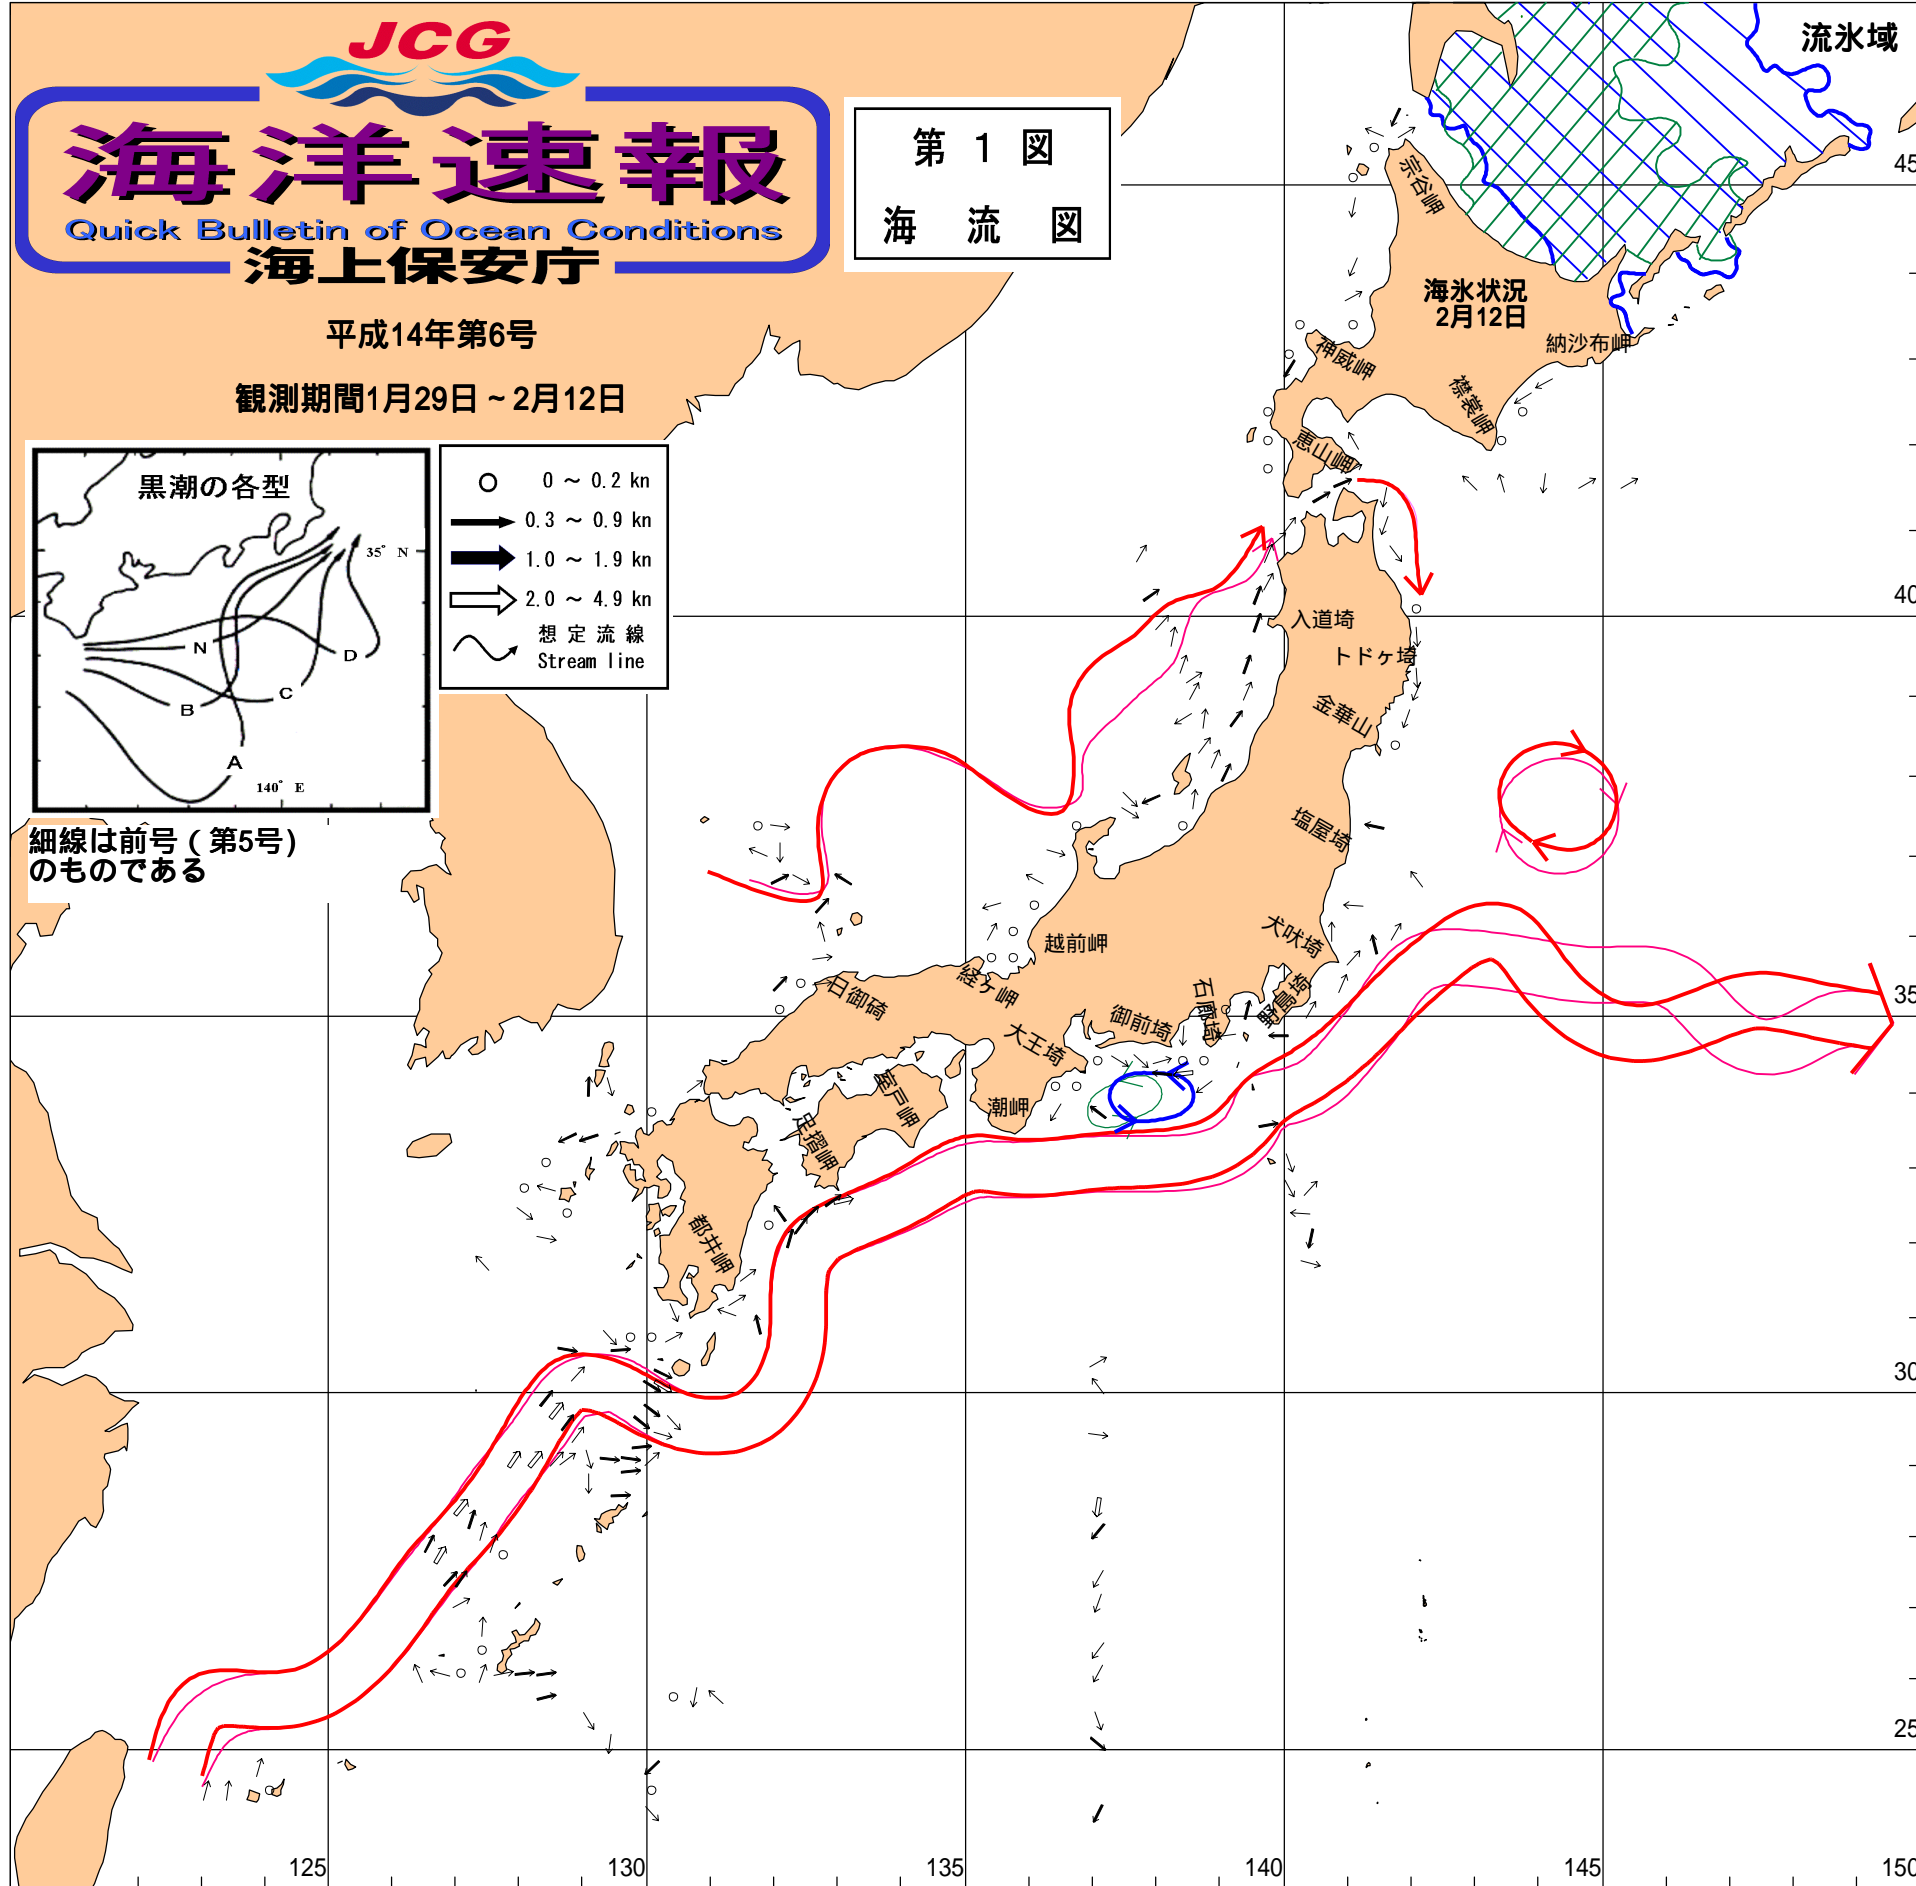 JCG
海洋速報
Quick Bulletin of Ocean Conditions
海上保安庁
平成14年第6号
観測期間1月29日~2月12日
第1図
海流図
流氷域
海氷状況
2月12日
黒潮の各型
35° N
N
D
B
C
A
140° E
0 ~ 0.2 kn
0.3 ~ 0.9 kn
1.0 ~ 1.9 kn
2.0 ~ 4.9 kn
想定流線
Stream line
細線は前号(第5号)
のものである
宗谷岬
納沙布岬
神威岬
襟裳岬
恵山岬
入道埼
トドヶ埼
金華山
塩屋埼
犬吠埼
野島埼
石廊埼
御前埼
大王埼
潮岬
越前岬
経ヶ岬
日御碕
室戸岬
足摺岬
都井岬
45
40
35
30
25
125
130
135
140
145
150